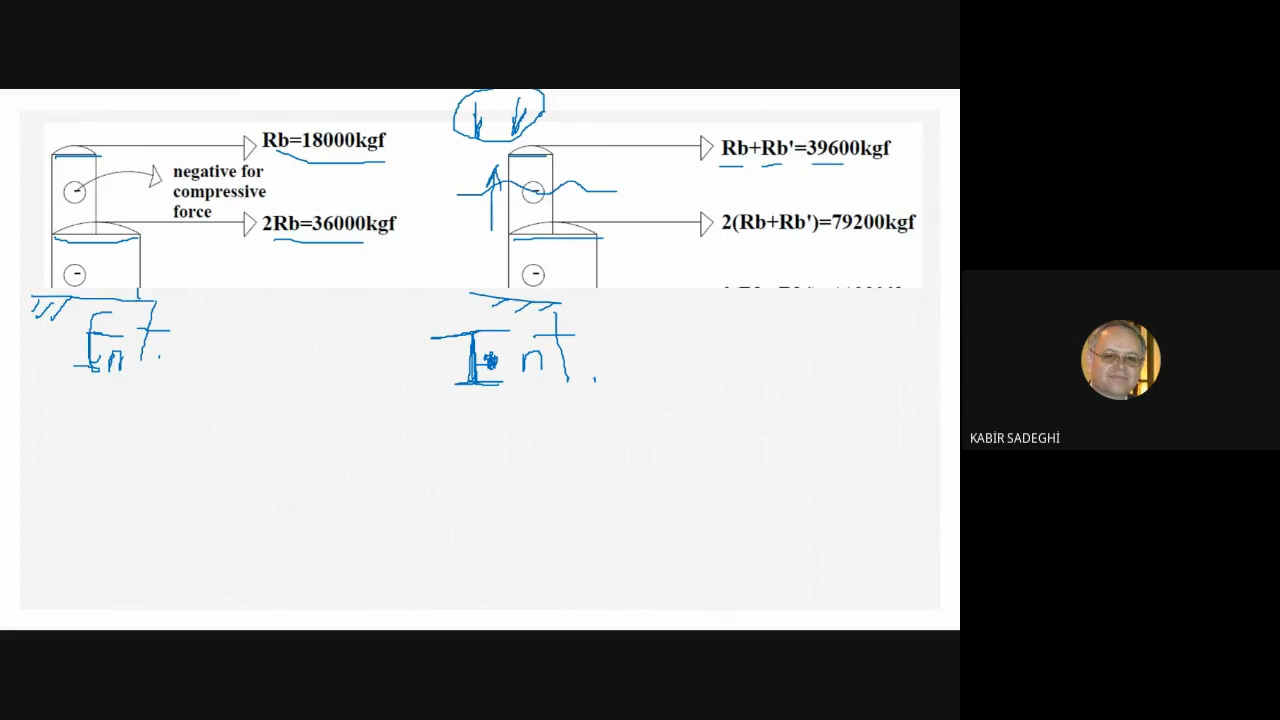 Rb=18000kgf
negative for
compressive
force
-
2Rb=36000kgf
-
Rb+Rb'=39600kgf
-
2(Rb+Rb')=79200kgf
-
KABİR SADEGHİ